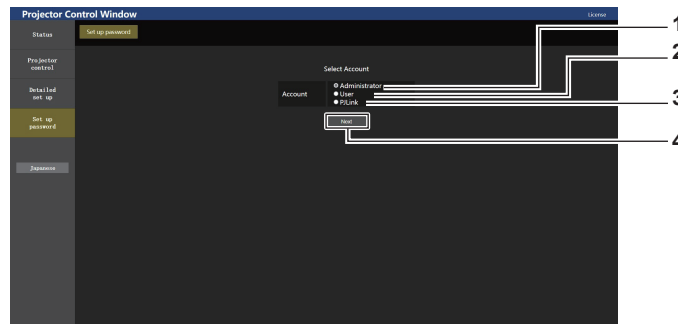 Projector Control Window
License
Status
Set up password
Projector
control
Select Account
Detailed
set up
Account
Administrator
User
PJLink
Set up
password
Next
Japanese
1
2
3
4